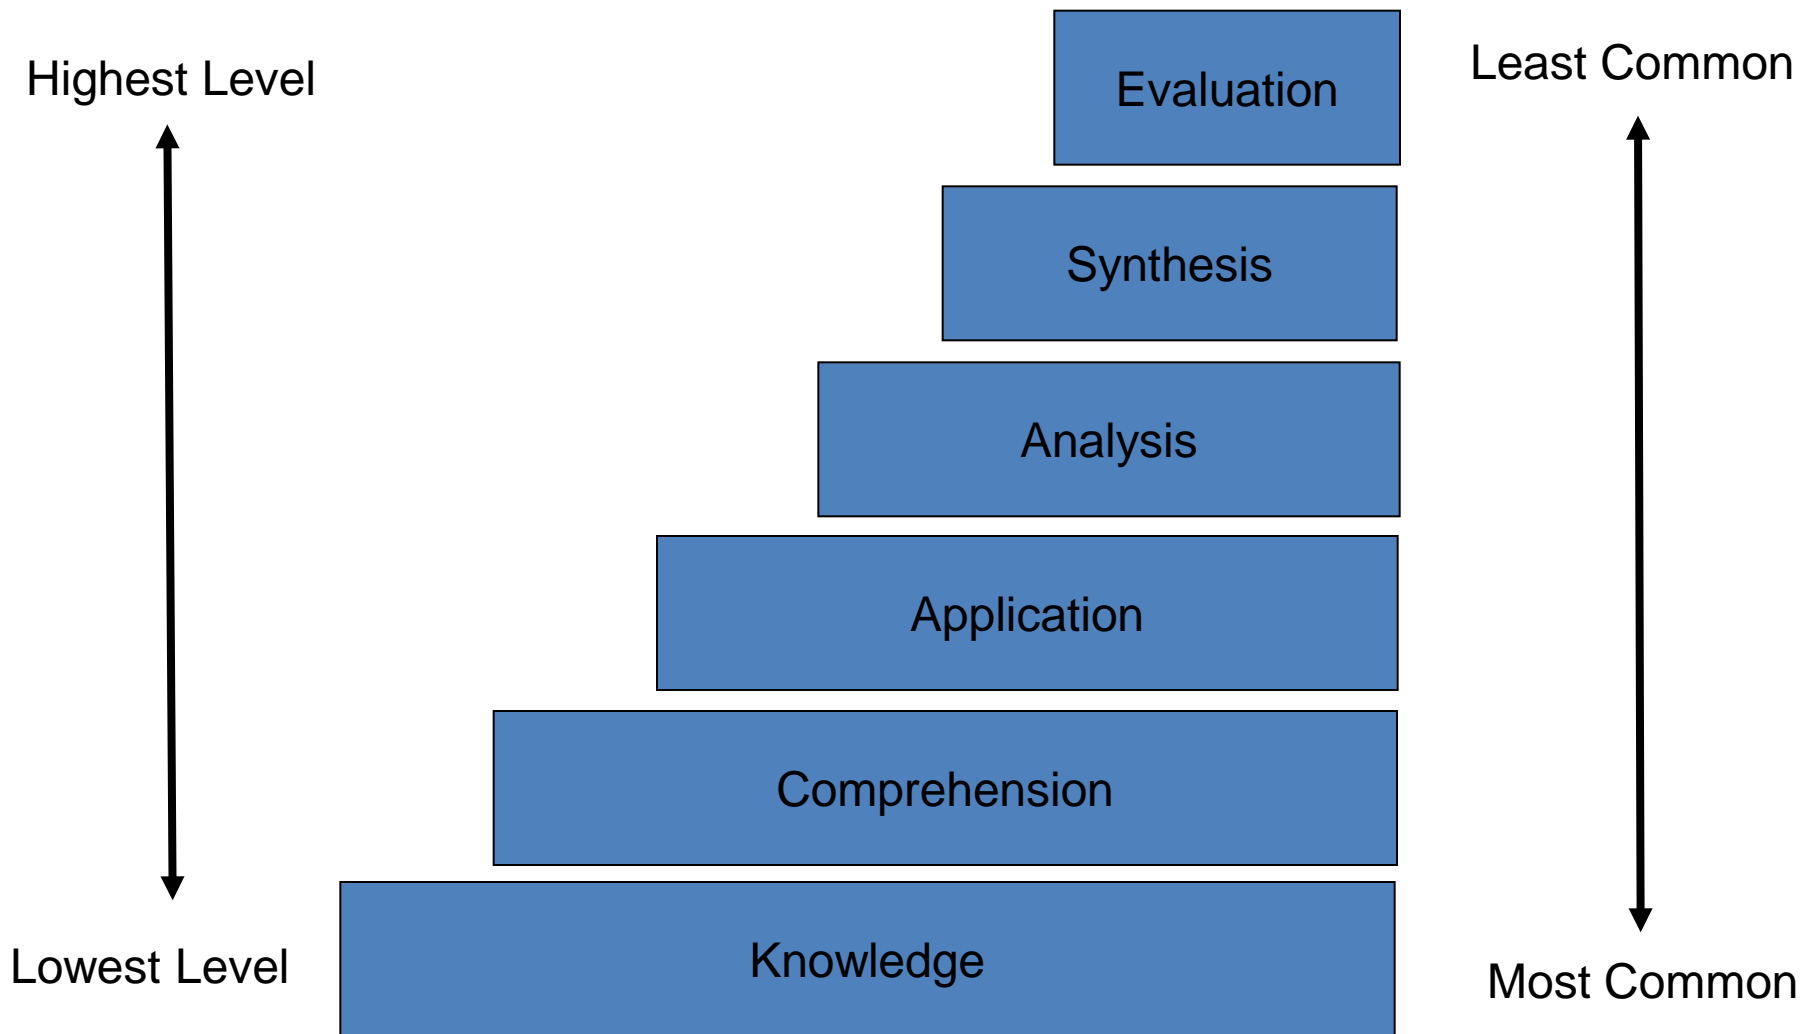 Highest Level
Least Common
Evaluation
Synthesis
Analysis
Application
Comprehension
Knowledge
Lowest Level
Most Common